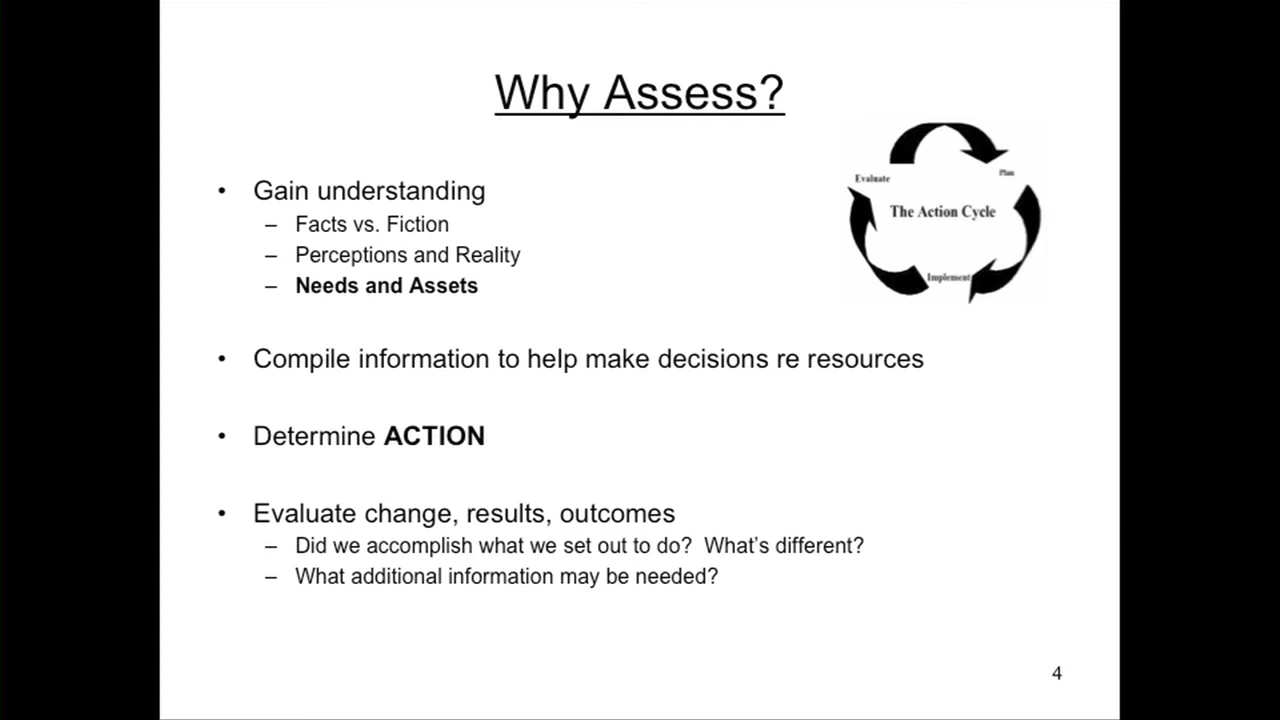 Why Assess?
• Gain understanding
– Facts vs. Fiction
– Perceptions and Reality
– Needs and Assets
Evaluate
Plan
The Action Cycle
Implement
• Compile information to help make decisions re resources
• Determine ACTION
• Evaluate change, results, outcomes
– Did we accomplish what we set out to do?  What’s different?
– What additional information may be needed?
4